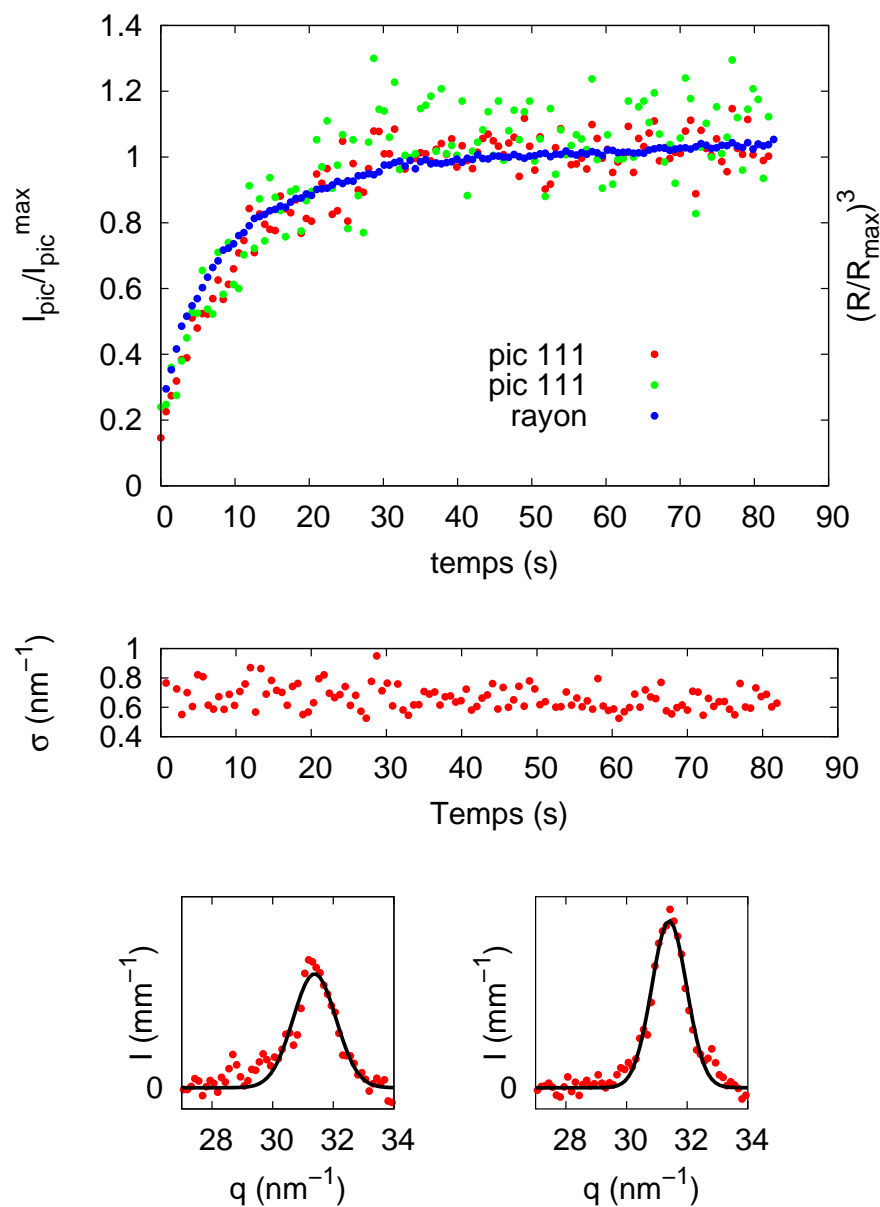 1.4
1.2
1
0.8
0.6
0.4
0.2
0
I_pic/I_pic^max
(R/R_max)^3
pic 111
pic 111
rayon
0 10 20 30 40 50 60 70 80 90
temps (s)
1
0.8
0.6
0.4
σ (nm⁻¹)
0 10 20 30 40 50 60 70 80 90
Temps (s)
I (mm⁻¹)
0
28 30 32 34
q (nm⁻¹)
I (mm⁻¹)
0
28 30 32 34
q (nm⁻¹)